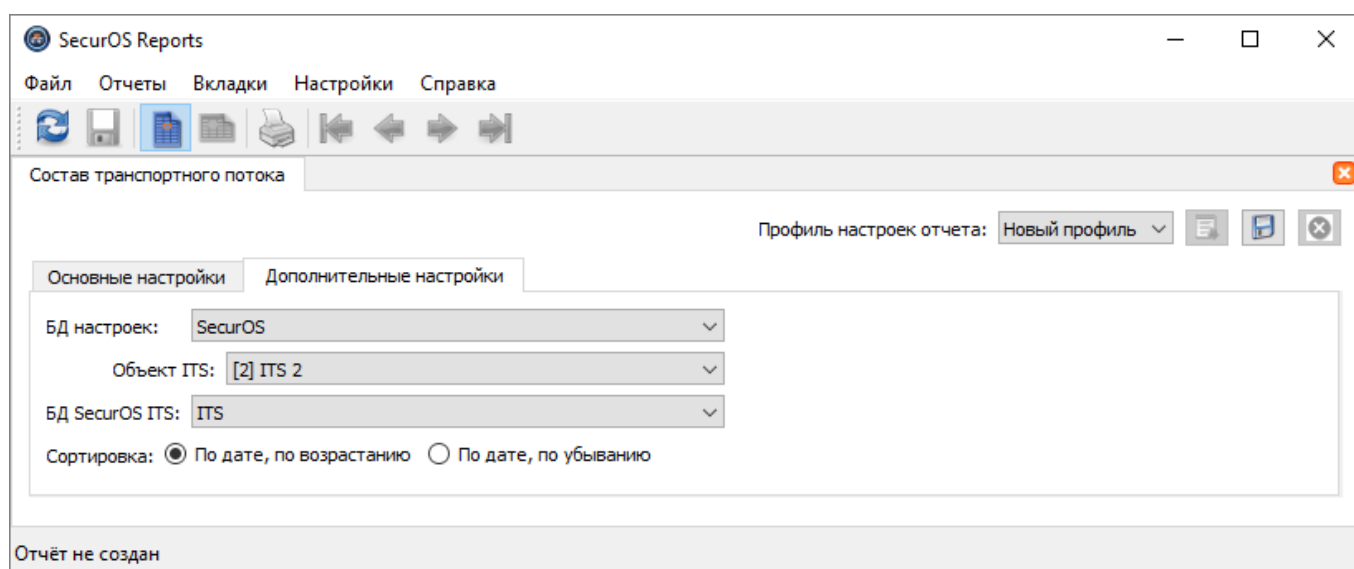 SecurOS Reports
Файл Отчеты Вкладки Настройки Справка
Состав транспортного потока
Профиль настроек отчета: Новый профиль
Основные настройки Дополнительные настройки
БД настроек: SecurOS
Объект ITS: [2] ITS 2
БД SecurOS ITS: ITS
Сортировка: По дате, по возрастанию По дате, по убыванию
Отчёт не создан